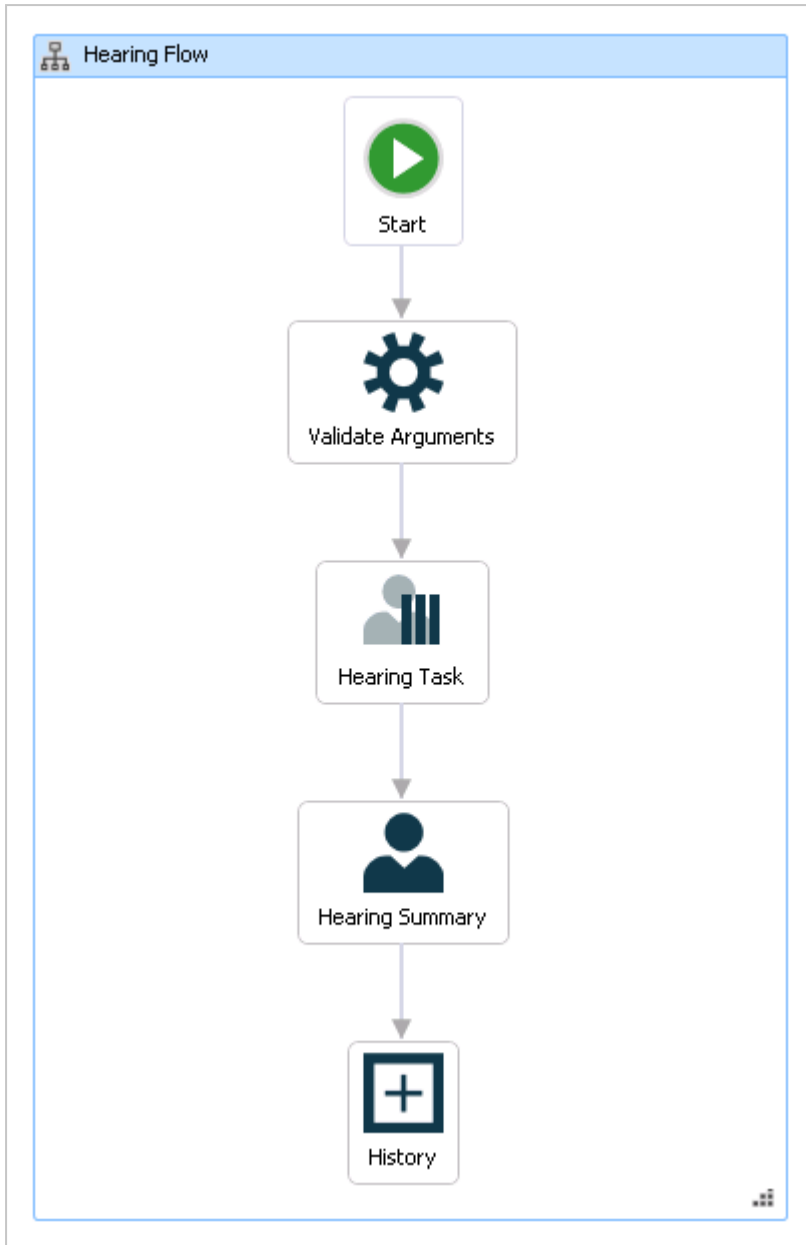 Hearing Flow
Start
Validate Arguments
Hearing Task
Hearing Summary
History